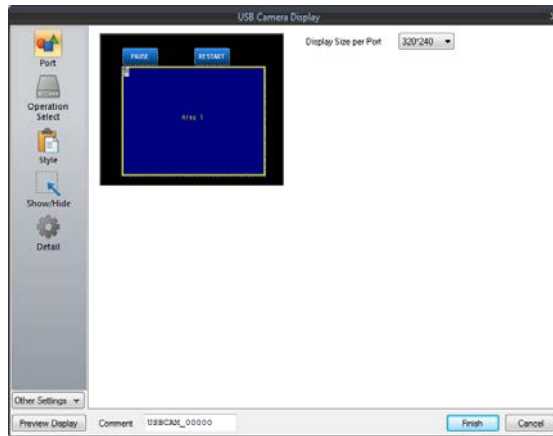 USB Camera Display
Port
Operation
Select
Style
Show/Hide
Detail
PAUSE
RESTART
Area 1
Display Size per Port
320*240
Other Settings
Preview Display
Comment
USBCAM_00000
Finish
Cancel